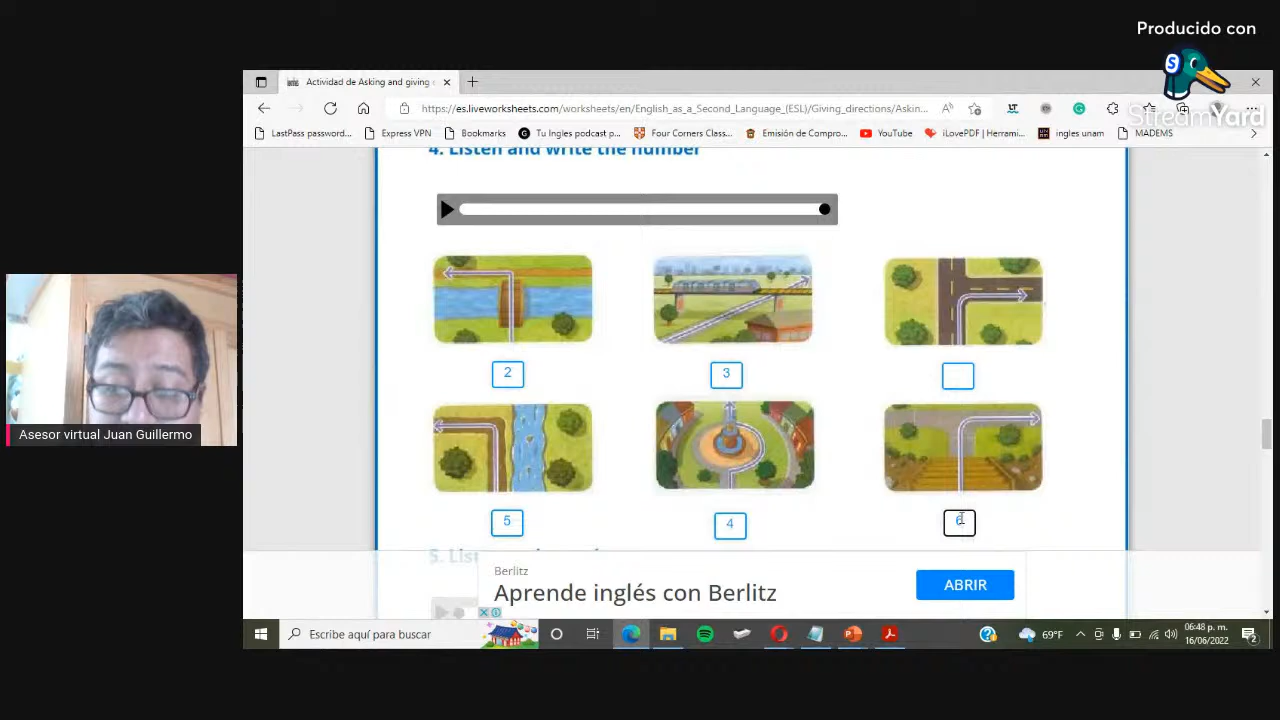 Producido con
StreamYard
Actividad de Asking and giving
https://es.liveworksheets.com/worksheets/en/English_as_a_Second_Language_(ESL)/Giving_directions/Askin...
LastPass password...
Express VPN
Bookmarks
Tu Ingles podcast p...
Four Corners Class...
Emisión de Compro...
YouTube
iLovePDF | Herrami...
ingles unam
MADEMS
4. Listen and write the number
2
3
5
4
6
Asesor virtual Juan Guillermo
Berlitz
Aprende inglés con Berlitz
ABRIR
Escribe aquí para buscar
69°F
06:48 p. m.
16/06/2022